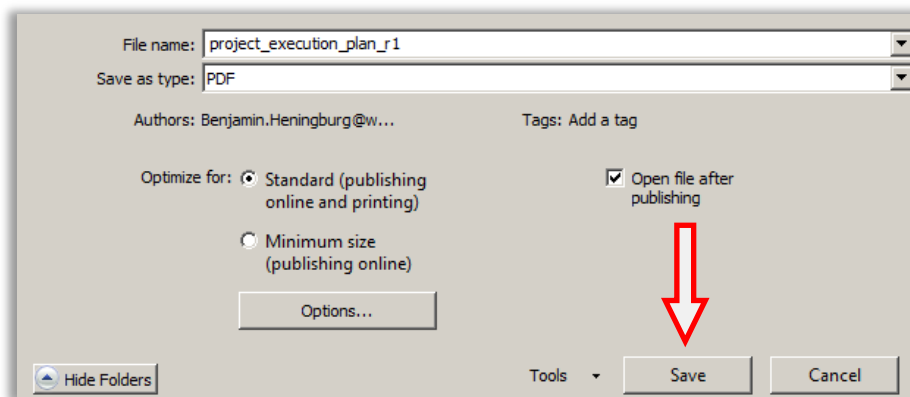 File name: project_execution_plan_r1
Save as type: PDF
Authors: Benjamin.Heningburg@w... Tags: Add a tag
Optimize for: Standard (publishing
online and printing)
Open file after
publishing
Minimum size
(publishing online)
Options...
Hide Folders Tools Save Cancel